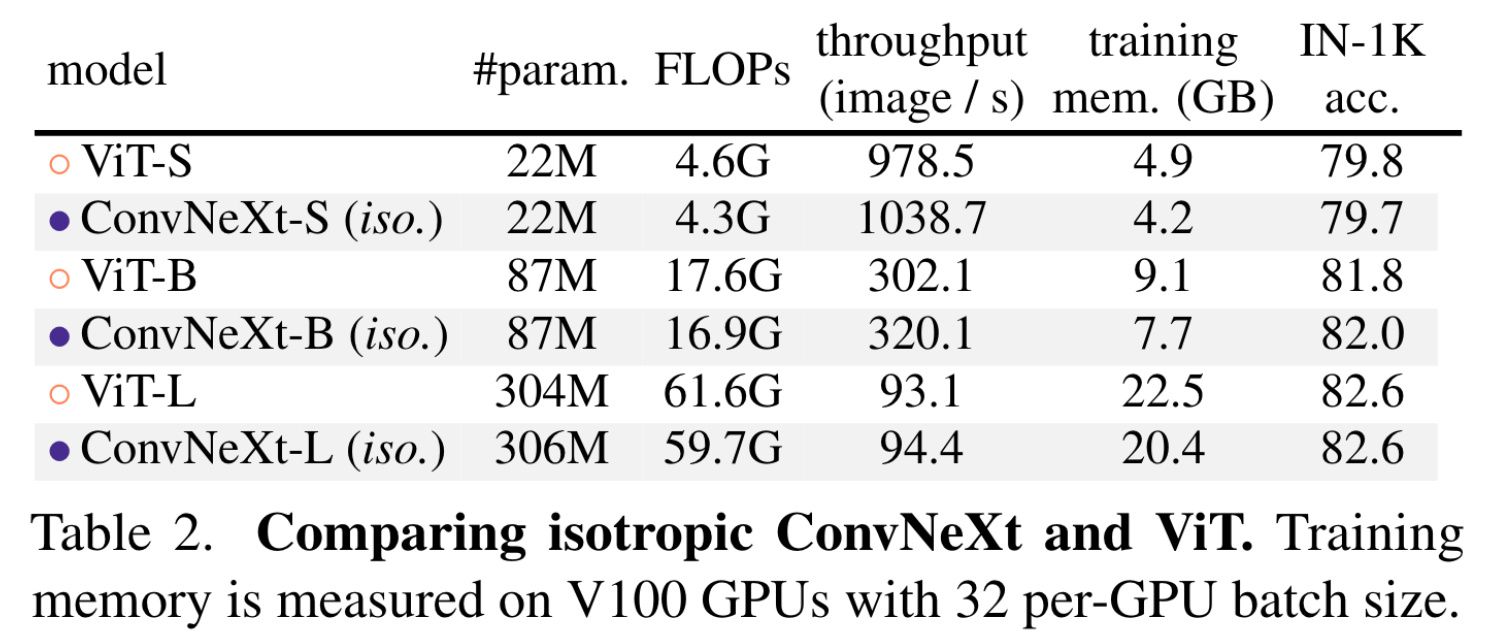 model #param. FLOPs throughput (image / s) training mem. (GB) IN-1K acc.
○ ViT-S 22M 4.6G 978.5 4.9 79.8
● ConvNeXt-S (iso.) 22M 4.3G 1038.7 4.2 79.7
○ ViT-B 87M 17.6G 302.1 9.1 81.8
● ConvNeXt-B (iso.) 87M 16.9G 320.1 7.7 82.0
○ ViT-L 304M 61.6G 93.1 22.5 82.6
● ConvNeXt-L (iso.) 306M 59.7G 94.4 20.4 82.6
Table 2. Comparing isotropic ConvNeXt and ViT. Training
memory is measured on V100 GPUs with 32 per-GPU batch size.